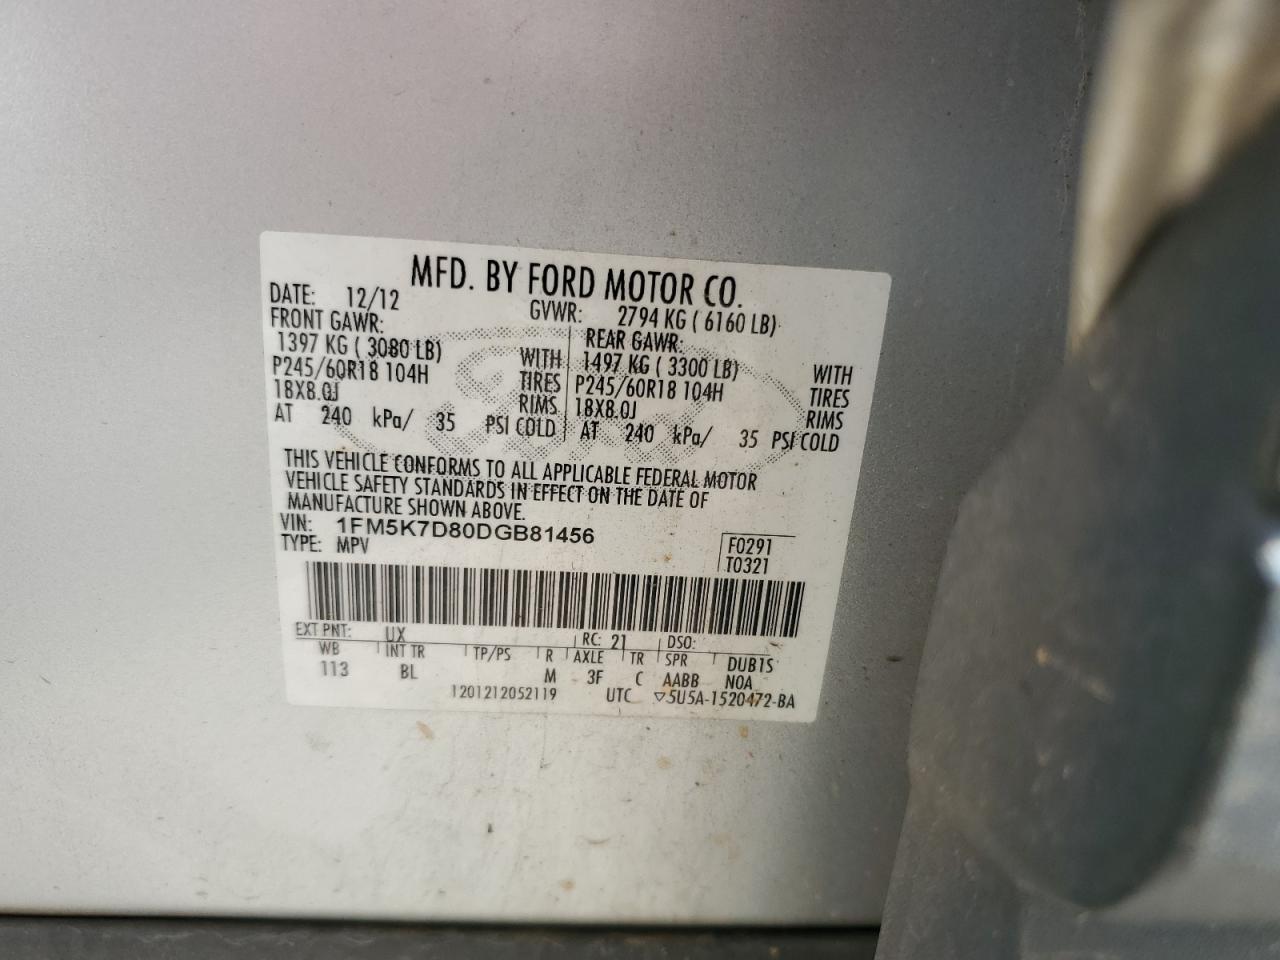 MFD. BY FORD MOTOR CO.
DATE: 12/12 GVWR: 2794 KG ( 6160 LB)
FRONT GAWR: REAR GAWR:
1397 KG ( 3080 LB) WITH 1497 KG ( 3300 LB) WITH
P245/60R18 104H TIRES P245/60R18 104H TIRES
18X8.0J RIMS 18X8.0J RIMS
AT 240 kPa/ 35 PSI COLD AT 240 kPa/ 35 PSI COLD
THIS VEHICLE CONFORMS TO ALL APPLICABLE FEDERAL MOTOR
VEHICLE SAFETY STANDARDS IN EFFECT ON THE DATE OF
MANUFACTURE SHOWN ABOVE.
VIN: 1FM5K7D80DGB81456
TYPE: MPV
F0291
T0321
EXT PNT: UX RC: 21 DSO:
WB INT TR TP/PS R AXLE TR SPR DUB1S
113 BL M 3F C AABB NOA
1201212052119 UTC ▽5U5A-1520472-BA